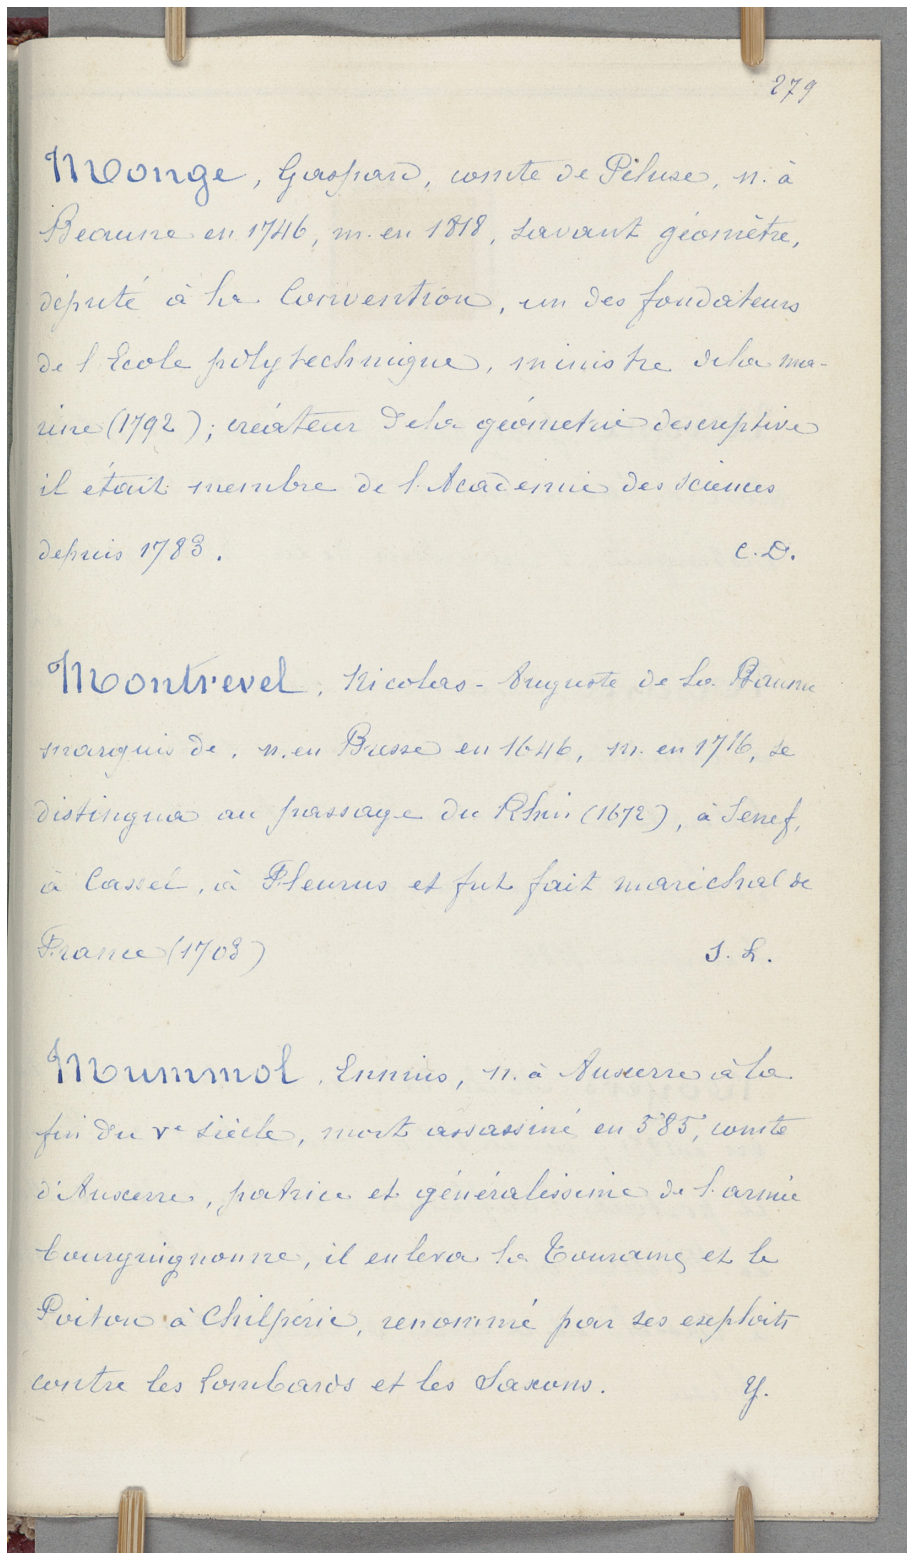 279
Monge, Gaspard, comte de Péluse, n. à
Beaune en 1746, m. en 1818, savant géomètre,
député à la Convention, un des fondateurs
de l'Ecole polytechnique, ministre de la ma-
rine (1792); créateur de la géométrie descriptive
il était membre de l'Académie des sciences
depuis 1783. C.D.
Montrevel, Nicolas-Auguste de La Baume
marquis de, n. en Bresse en 1646, m. en 1716, se
distingua au passage du Rhin (1672), à Senef,
à Cassel, à Fleurus et fut fait maréchal de
France (1703) S. L.
Mummol, Ennius, n. à Auxerre à la
fin du Ve siècle, mort assassiné en 585, comte
d'Auxerre, patrice et généralissime de l'armée
bourguignonne, il enleva la Touraine et le
Poitou à Chilpéric, renommé par ses exploits
contre les Lombards et les Saxons. Y.